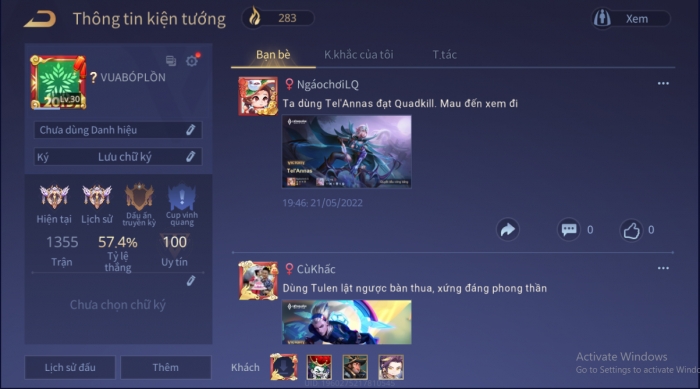 Thông tin kiện tướng
283
Xem
Bạn bè
K.khắc của tôi
T.tác
? VUABÓPLỒN
Lv.30
Chưa dùng Danh hiệu
Ký
Lưu chữ ký
Hiện tại
Lịch sử
Dấu ấn truyền kỳ
Cup vinh quang
1355
57.4%
100
Trận
Tỷ lệ thắng
Uy tín
Chưa chọn chữ ký
Lịch sử đấu
Thêm
NgáochơiLQ
Ta dùng Tel'Annas đạt Quadkill. Mau đến xem đi
Tel'Annas
19:46: 21/05/2022
0
0
CùKhấc
Dùng Tulen lật ngược bàn thua, xứng đáng phong thần
Khách
Activate Windows
Go to Settings to activate Wind